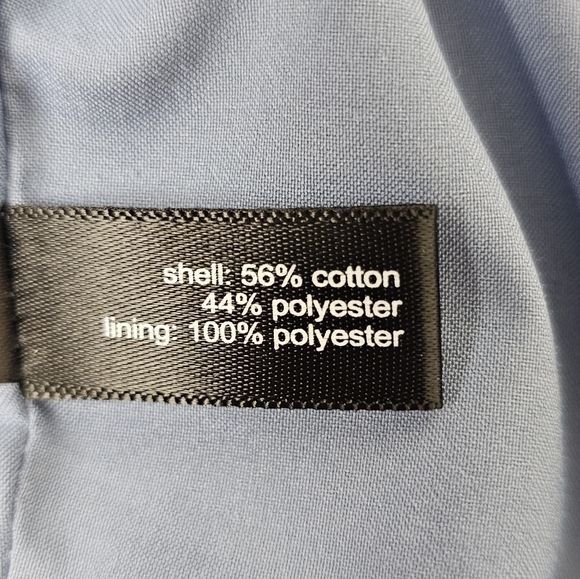 shell: 56% cotton
44% polyester
lining: 100% polyester